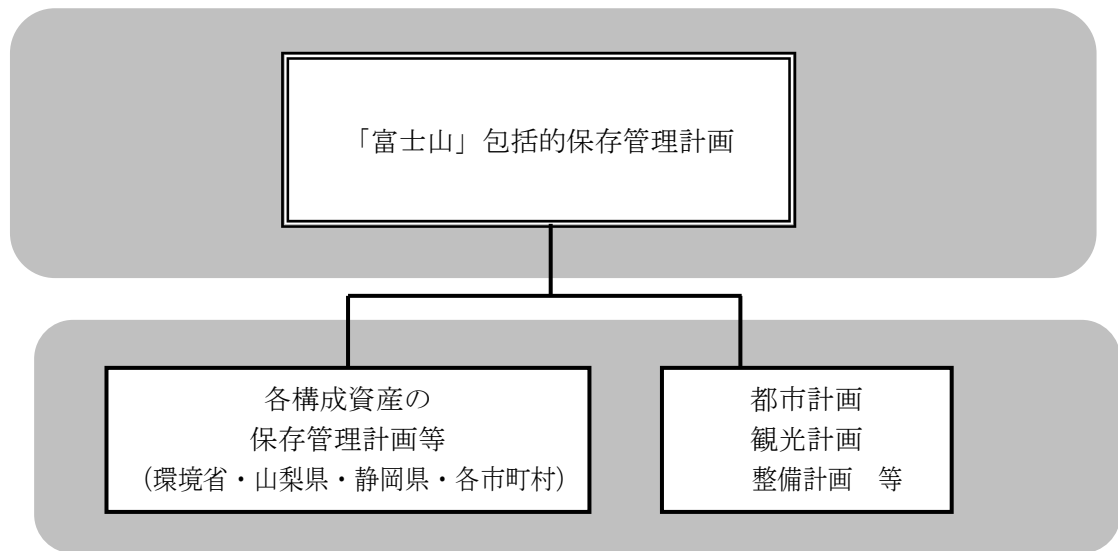 「富士山」包括的保存管理計画
各構成資産の
保存管理計画等
（環境省・山梨県・静岡県・各市町村）
都市計画
観光計画
整備計画　等